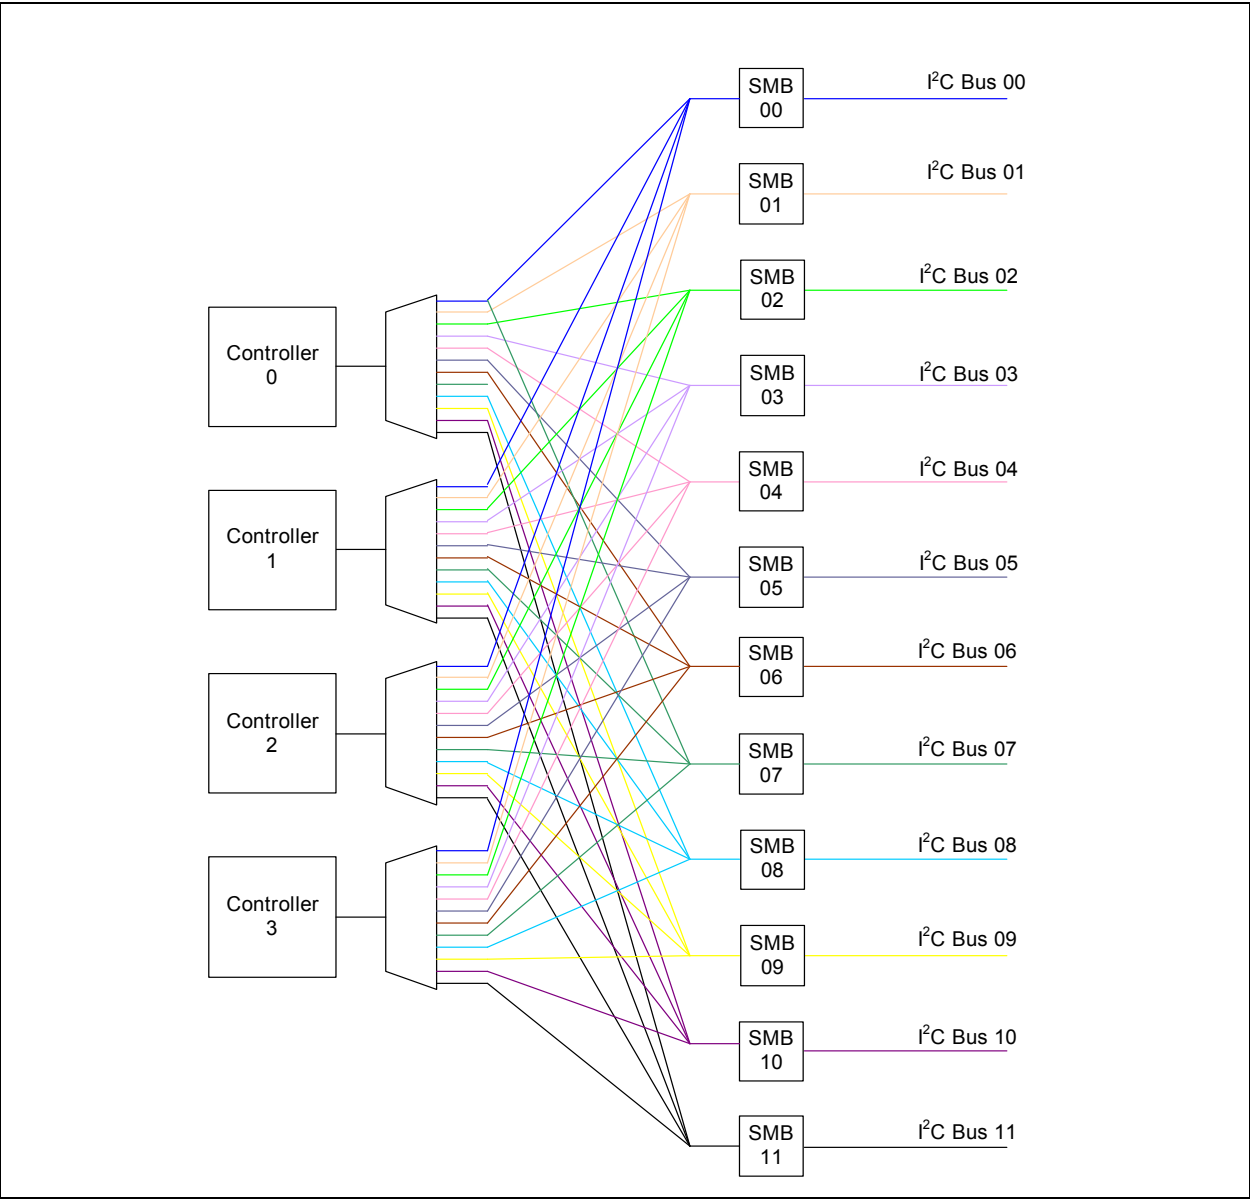 SMB
00
I²C Bus 00
SMB
01
I²C Bus 01
SMB
02
I²C Bus 02
Controller
0
SMB
03
I²C Bus 03
SMB
04
I²C Bus 04
Controller
1
SMB
05
I²C Bus 05
SMB
06
I²C Bus 06
Controller
2
SMB
07
I²C Bus 07
SMB
08
I²C Bus 08
Controller
3
SMB
09
I²C Bus 09
SMB
10
I²C Bus 10
SMB
11
I²C Bus 11